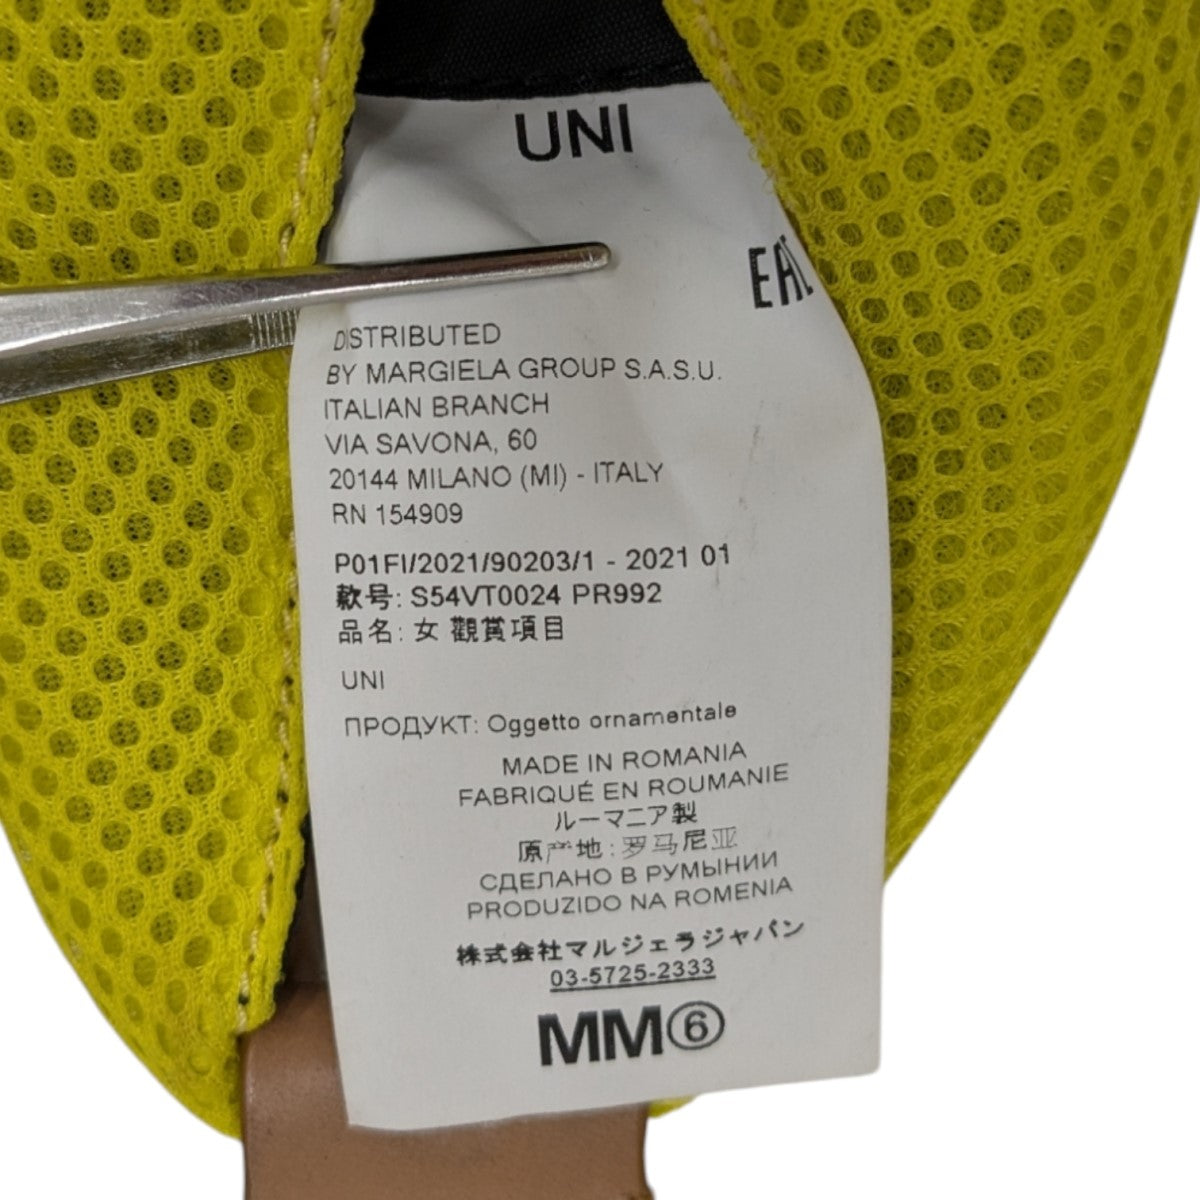 UNI
EAC
DISTRIBUTED
BY MARGIELA GROUP S.A.S.U.
ITALIAN BRANCH
VIA SAVONA, 60
20144 MILANO (MI) - ITALY
RN 154909
P01FI/2021/90203/1 - 2021 01
款号: S54VT0024 PR992
品名: 女 觀賞項目
UNI
ПРОДУКТ: Oggetto ornamentale
MADE IN ROMANIA
FABRIQUÉ EN ROUMANIE
ルーマニア製
原产地: 罗马尼亚
СДЕЛАНО В РУМЫНИИ
PRODUZIDO NA ROMENIA
株式会社マルジェラジャパン
03-5725-2333
MM⑥